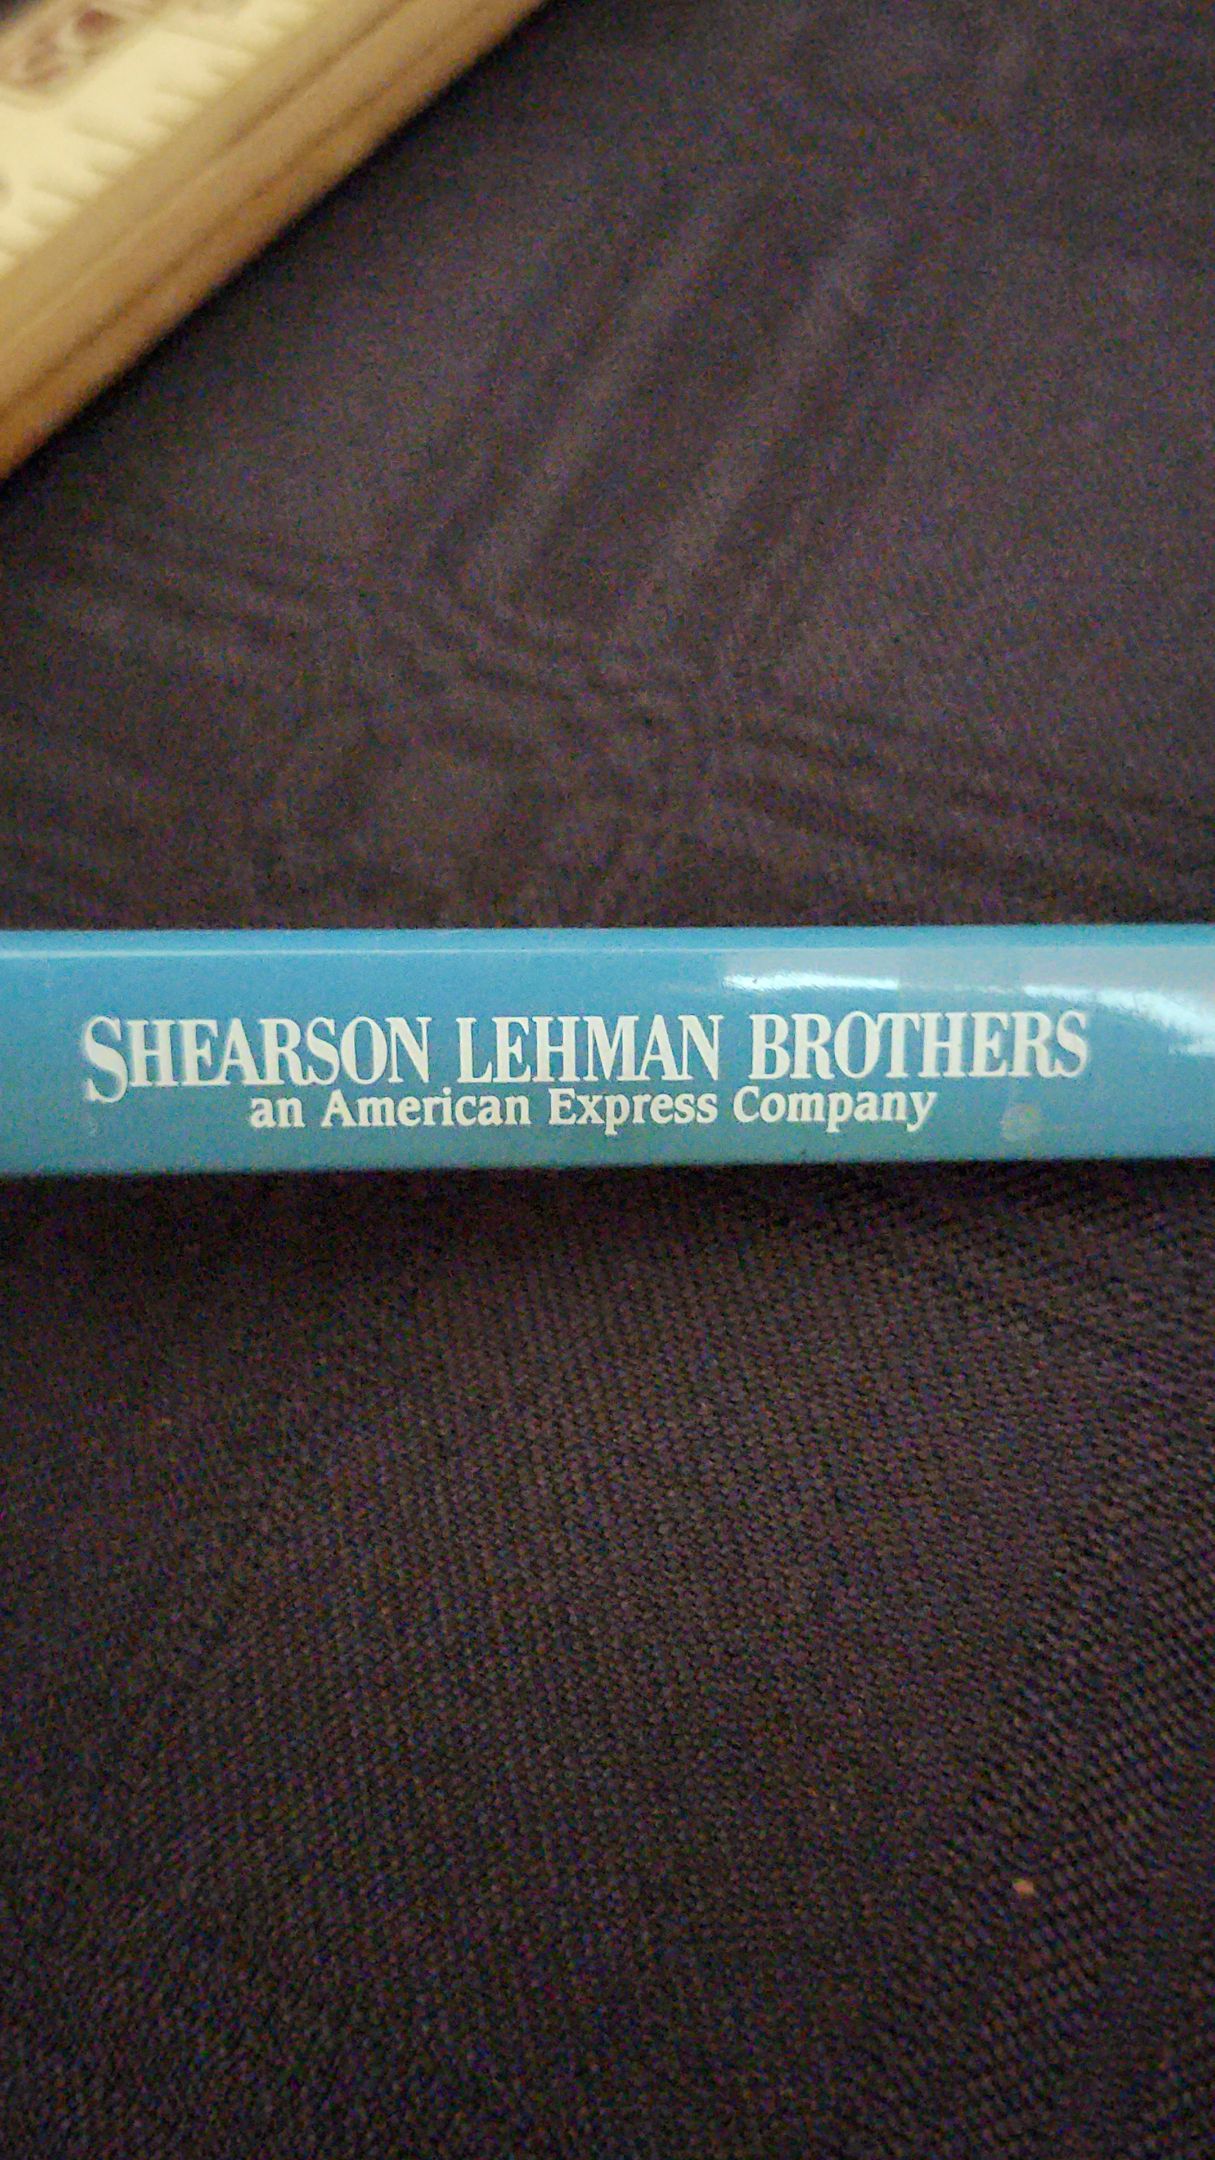 SHEARSON LEHMAN BROTHERS
an American Express Company